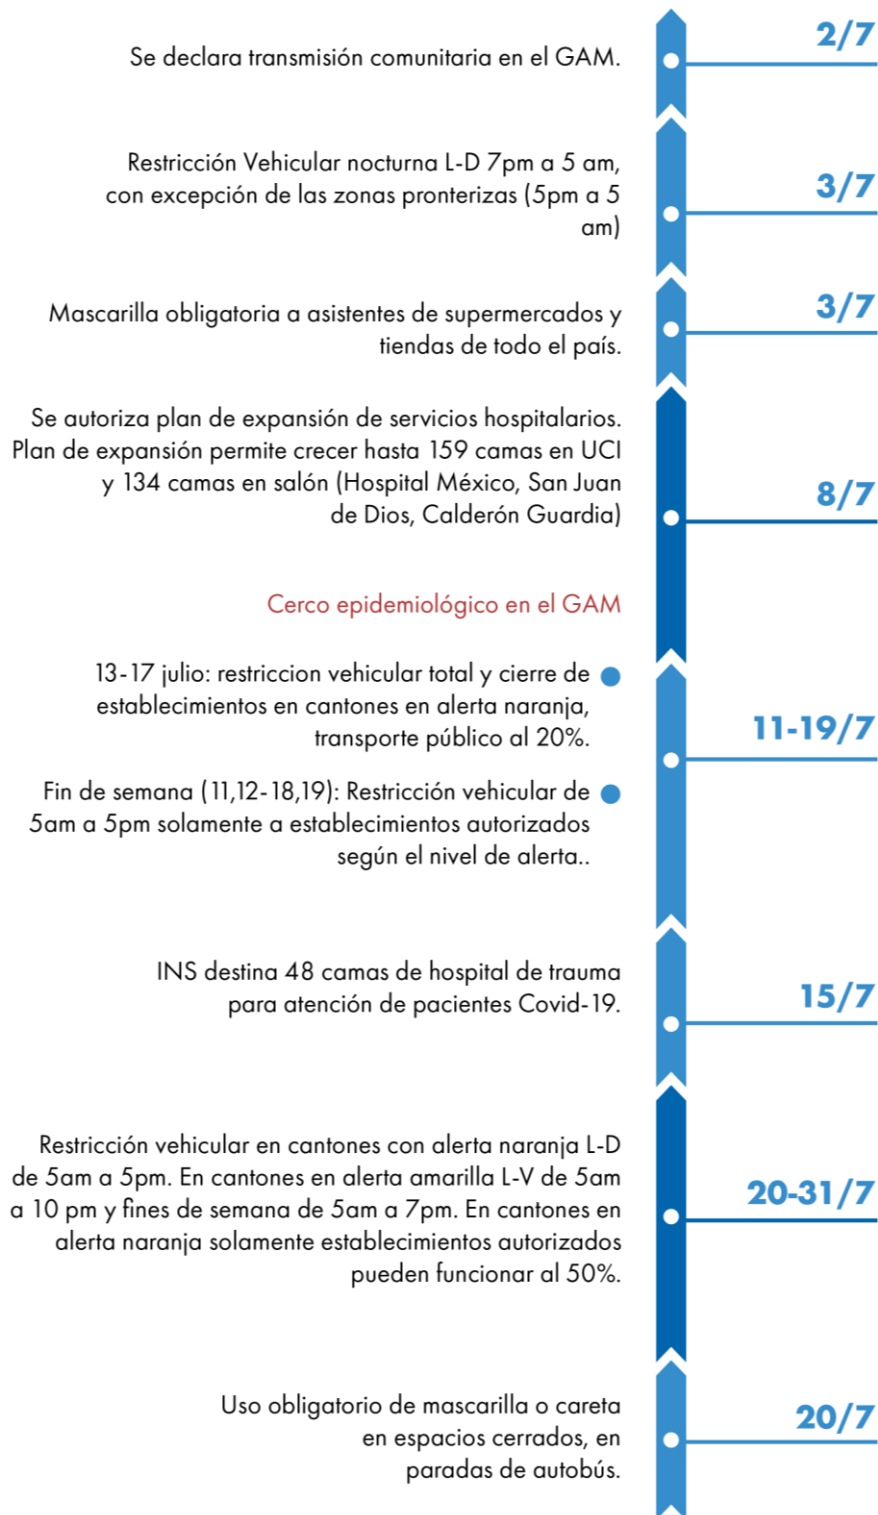 2/7
Se declara transmisión comunitaria en el GAM.
3/7
Restricción Vehicular nocturna L-D 7pm a 5 am,
con excepción de las zonas pronterizas (5pm a 5
am)
3/7
Mascarilla obligatoria a asistentes de supermercados y
tiendas de todo el país.
8/7
Se autoriza plan de expansión de servicios hospitalarios.
Plan de expansión permite crecer hasta 159 camas en UCI
y 134 camas en salón (Hospital México, San Juan
de Dios, Calderón Guardia)
11-19/7
Cerco epidemiológico en el GAM
13-17 julio: restriccion vehicular total y cierre de
establecimientos en cantones en alerta naranja,
transporte público al 20%.
Fin de semana (11,12-18,19): Restricción vehicular de
5am a 5pm solamente a establecimientos autorizados
según el nivel de alerta..
15/7
INS destina 48 camas de hospital de trauma
para atención de pacientes Covid-19.
20-31/7
Restricción vehicular en cantones con alerta naranja L-D
de 5am a 5pm. En cantones en alerta amarilla L-V de 5am
a 10 pm y fines de semana de 5am a 7pm. En cantones en
alerta naranja solamente establecimientos autorizados
pueden funcionar al 50%.
20/7
Uso obligatorio de mascarilla o careta
en espacios cerrados, en
paradas de autobús.